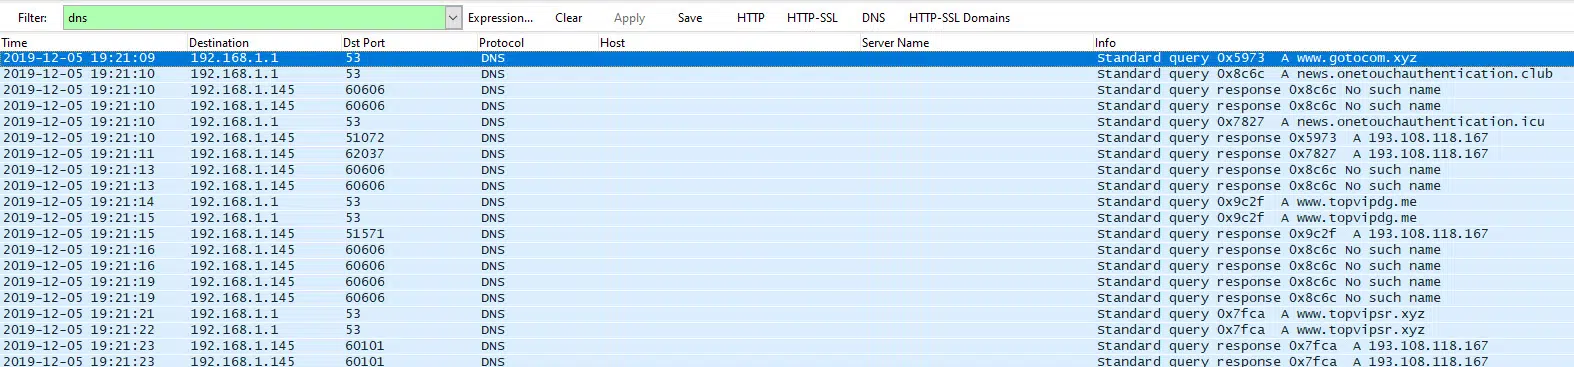 Filter: dns Expression... Clear Apply Save HTTP HTTP-SSL DNS HTTP-SSL Domains
Time Destination Dst Port Protocol Host Server Name Info
2019-12-05 19:21:09 192.168.1.1 53 DNS Standard query 0x5973 A www.gotocom.xyz
2019-12-05 19:21:10 192.168.1.1 53 DNS Standard query 0x8c6c A news.onetouchauthentication.club
2019-12-05 19:21:10 192.168.1.145 60606 DNS Standard query response 0x8c6c No such name
2019-12-05 19:21:10 192.168.1.145 60606 DNS Standard query response 0x8c6c No such name
2019-12-05 19:21:10 192.168.1.1 53 DNS Standard query 0x7827 A news.onetouchauthentication.icu
2019-12-05 19:21:10 192.168.1.145 51072 DNS Standard query response 0x5973 A 193.108.118.167
2019-12-05 19:21:11 192.168.1.145 62037 DNS Standard query response 0x7827 A 193.108.118.167
2019-12-05 19:21:13 192.168.1.145 60606 DNS Standard query response 0x8c6c No such name
2019-12-05 19:21:13 192.168.1.145 60606 DNS Standard query response 0x8c6c No such name
2019-12-05 19:21:14 192.168.1.1 53 DNS Standard query 0x9c2f A www.topvipdg.me
2019-12-05 19:21:15 192.168.1.1 53 DNS Standard query 0x9c2f A www.topvipdg.me
2019-12-05 19:21:15 192.168.1.145 51571 DNS Standard query response 0x9c2f A 193.108.118.167
2019-12-05 19:21:16 192.168.1.145 60606 DNS Standard query response 0x8c6c No such name
2019-12-05 19:21:16 192.168.1.145 60606 DNS Standard query response 0x8c6c No such name
2019-12-05 19:21:19 192.168.1.145 60606 DNS Standard query response 0x8c6c No such name
2019-12-05 19:21:19 192.168.1.145 60606 DNS Standard query response 0x8c6c No such name
2019-12-05 19:21:21 192.168.1.1 53 DNS Standard query 0x7fca A www.topvipsr.xyz
2019-12-05 19:21:22 192.168.1.1 53 DNS Standard query 0x7fca A www.topvipsr.xyz
2019-12-05 19:21:23 192.168.1.145 60101 DNS Standard query response 0x7fca A 193.108.118.167
2019-12-05 19:21:23 192.168.1.145 60101 DNS Standard query response 0x7fca A 193.108.118.167